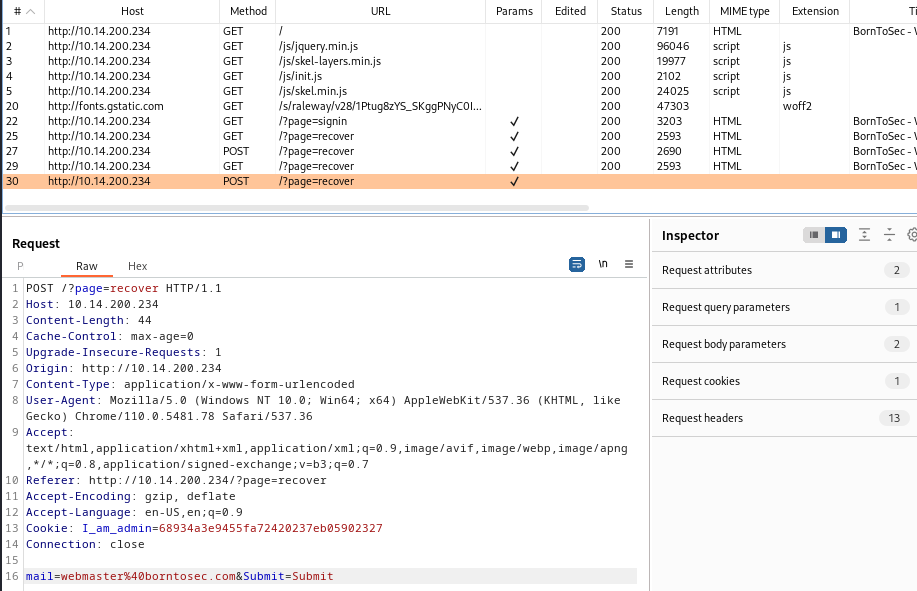 # Host Method URL Params Edited Status Length MIME type Extension Ti
1 http://10.14.200.234 GET / 200 7191 HTML BornToSec - V
2 http://10.14.200.234 GET /js/jquery.min.js 200 96046 script js
3 http://10.14.200.234 GET /js/skel-layers.min.js 200 19977 script js
4 http://10.14.200.234 GET /js/init.js 200 2102 script js
5 http://10.14.200.234 GET /js/skel.min.js 200 24025 script js
20 http://fonts.gstatic.com GET /s/raleway/v28/1Ptug8zYS_SKggPNyC0I... 200 47303 woff2
22 http://10.14.200.234 GET /?page=signin ✓ 200 3203 HTML BornToSec - V
25 http://10.14.200.234 GET /?page=recover ✓ 200 2593 HTML BornToSec - V
27 http://10.14.200.234 POST /?page=recover ✓ 200 2690 HTML BornToSec - V
29 http://10.14.200.234 GET /?page=recover ✓ 200 2593 HTML BornToSec - V
30 http://10.14.200.234 POST /?page=recover ✓
Request
P Raw Hex \n
1 POST /?page=recover HTTP/1.1
2 Host: 10.14.200.234
3 Content-Length: 44
4 Cache-Control: max-age=0
5 Upgrade-Insecure-Requests: 1
6 Origin: http://10.14.200.234
7 Content-Type: application/x-www-form-urlencoded
8 User-Agent: Mozilla/5.0 (Windows NT 10.0; Win64; x64) AppleWebKit/537.36 (KHTML, like
Gecko) Chrome/110.0.5481.78 Safari/537.36
9 Accept:
text/html,application/xhtml+xml,application/xml;q=0.9,image/avif,image/webp,image/apng
,*/*;q=0.8,application/signed-exchange;v=b3;q=0.7
10 Referer: http://10.14.200.234/?page=recover
11 Accept-Encoding: gzip, deflate
12 Accept-Language: en-US,en;q=0.9
13 Cookie: I_am_admin=68934a3e9455fa72420237eb05902327
14 Connection: close
15
16 mail=webmaster%40borntosec.com&Submit=Submit
Inspector
Request attributes 2
Request query parameters 1
Request body parameters 2
Request cookies 1
Request headers 13